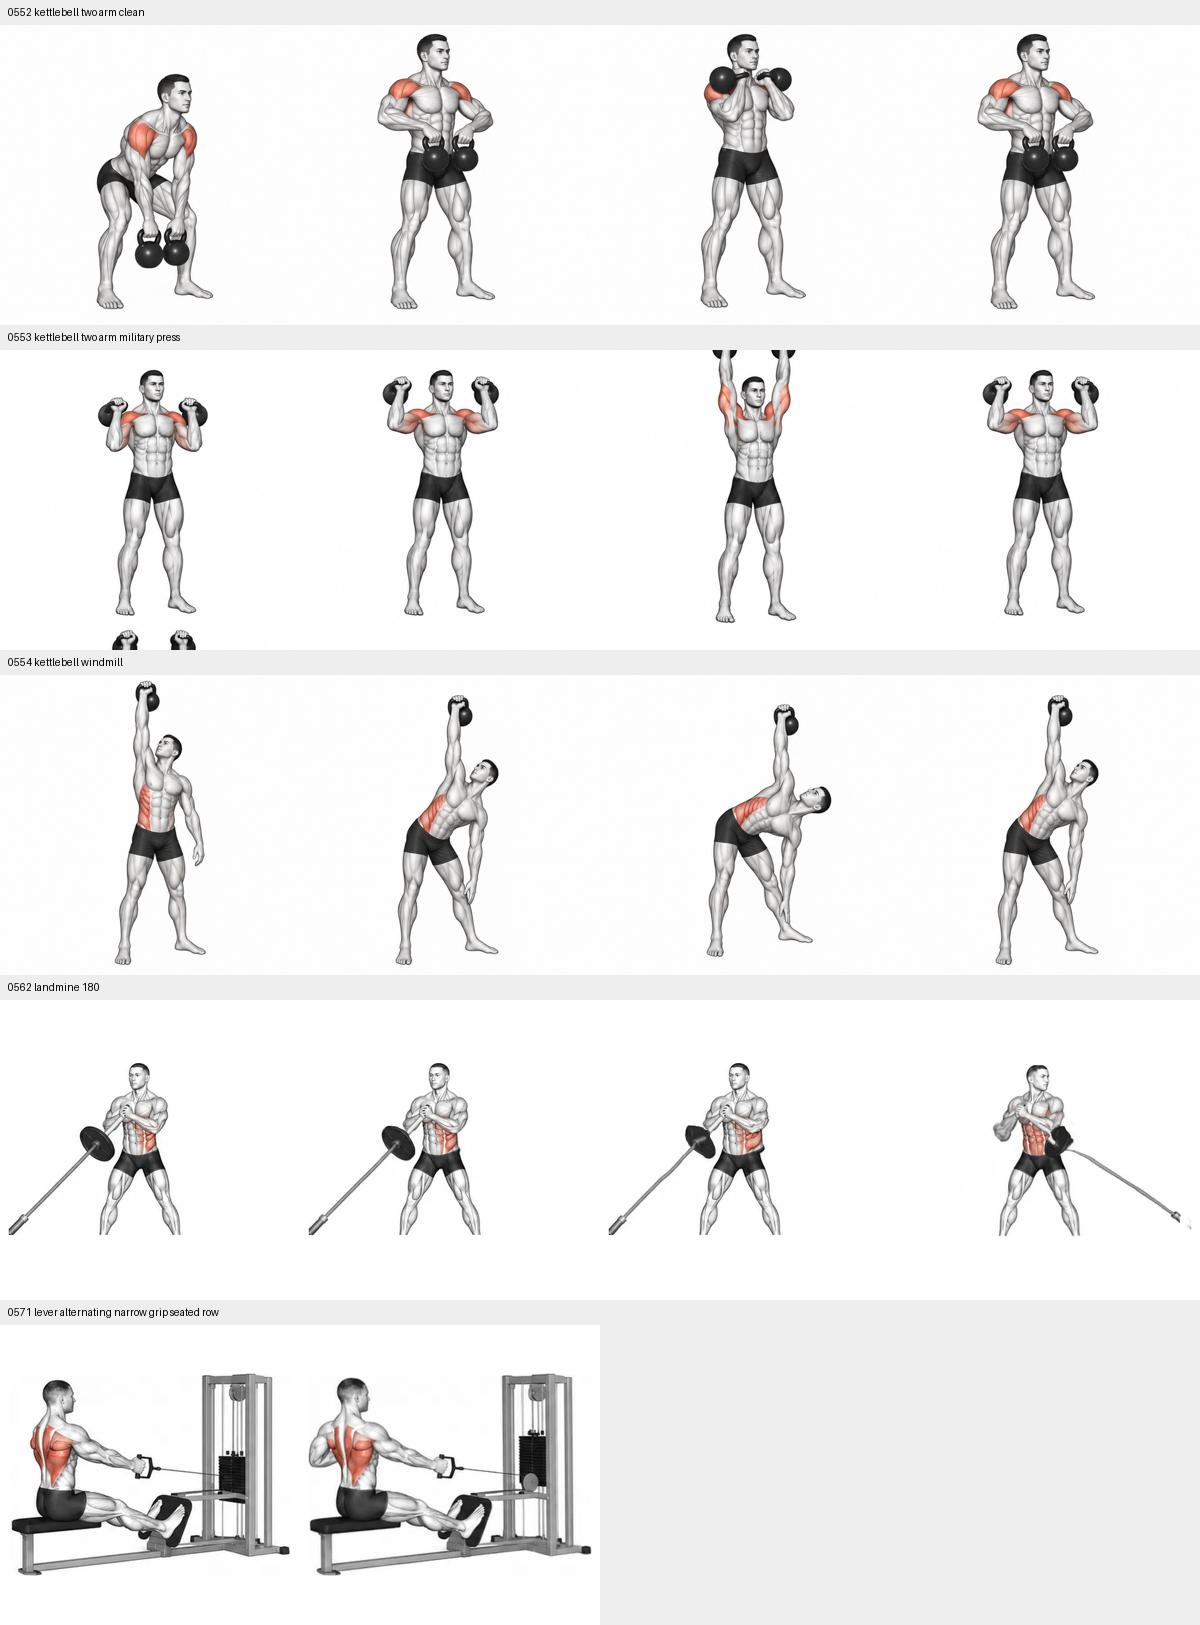 0552 kettlebell two arm clean
0553 kettlebell two arm military press
0554 kettlebell windmill
0562 landmine 180
0571 lever alternating narrow grip seated row